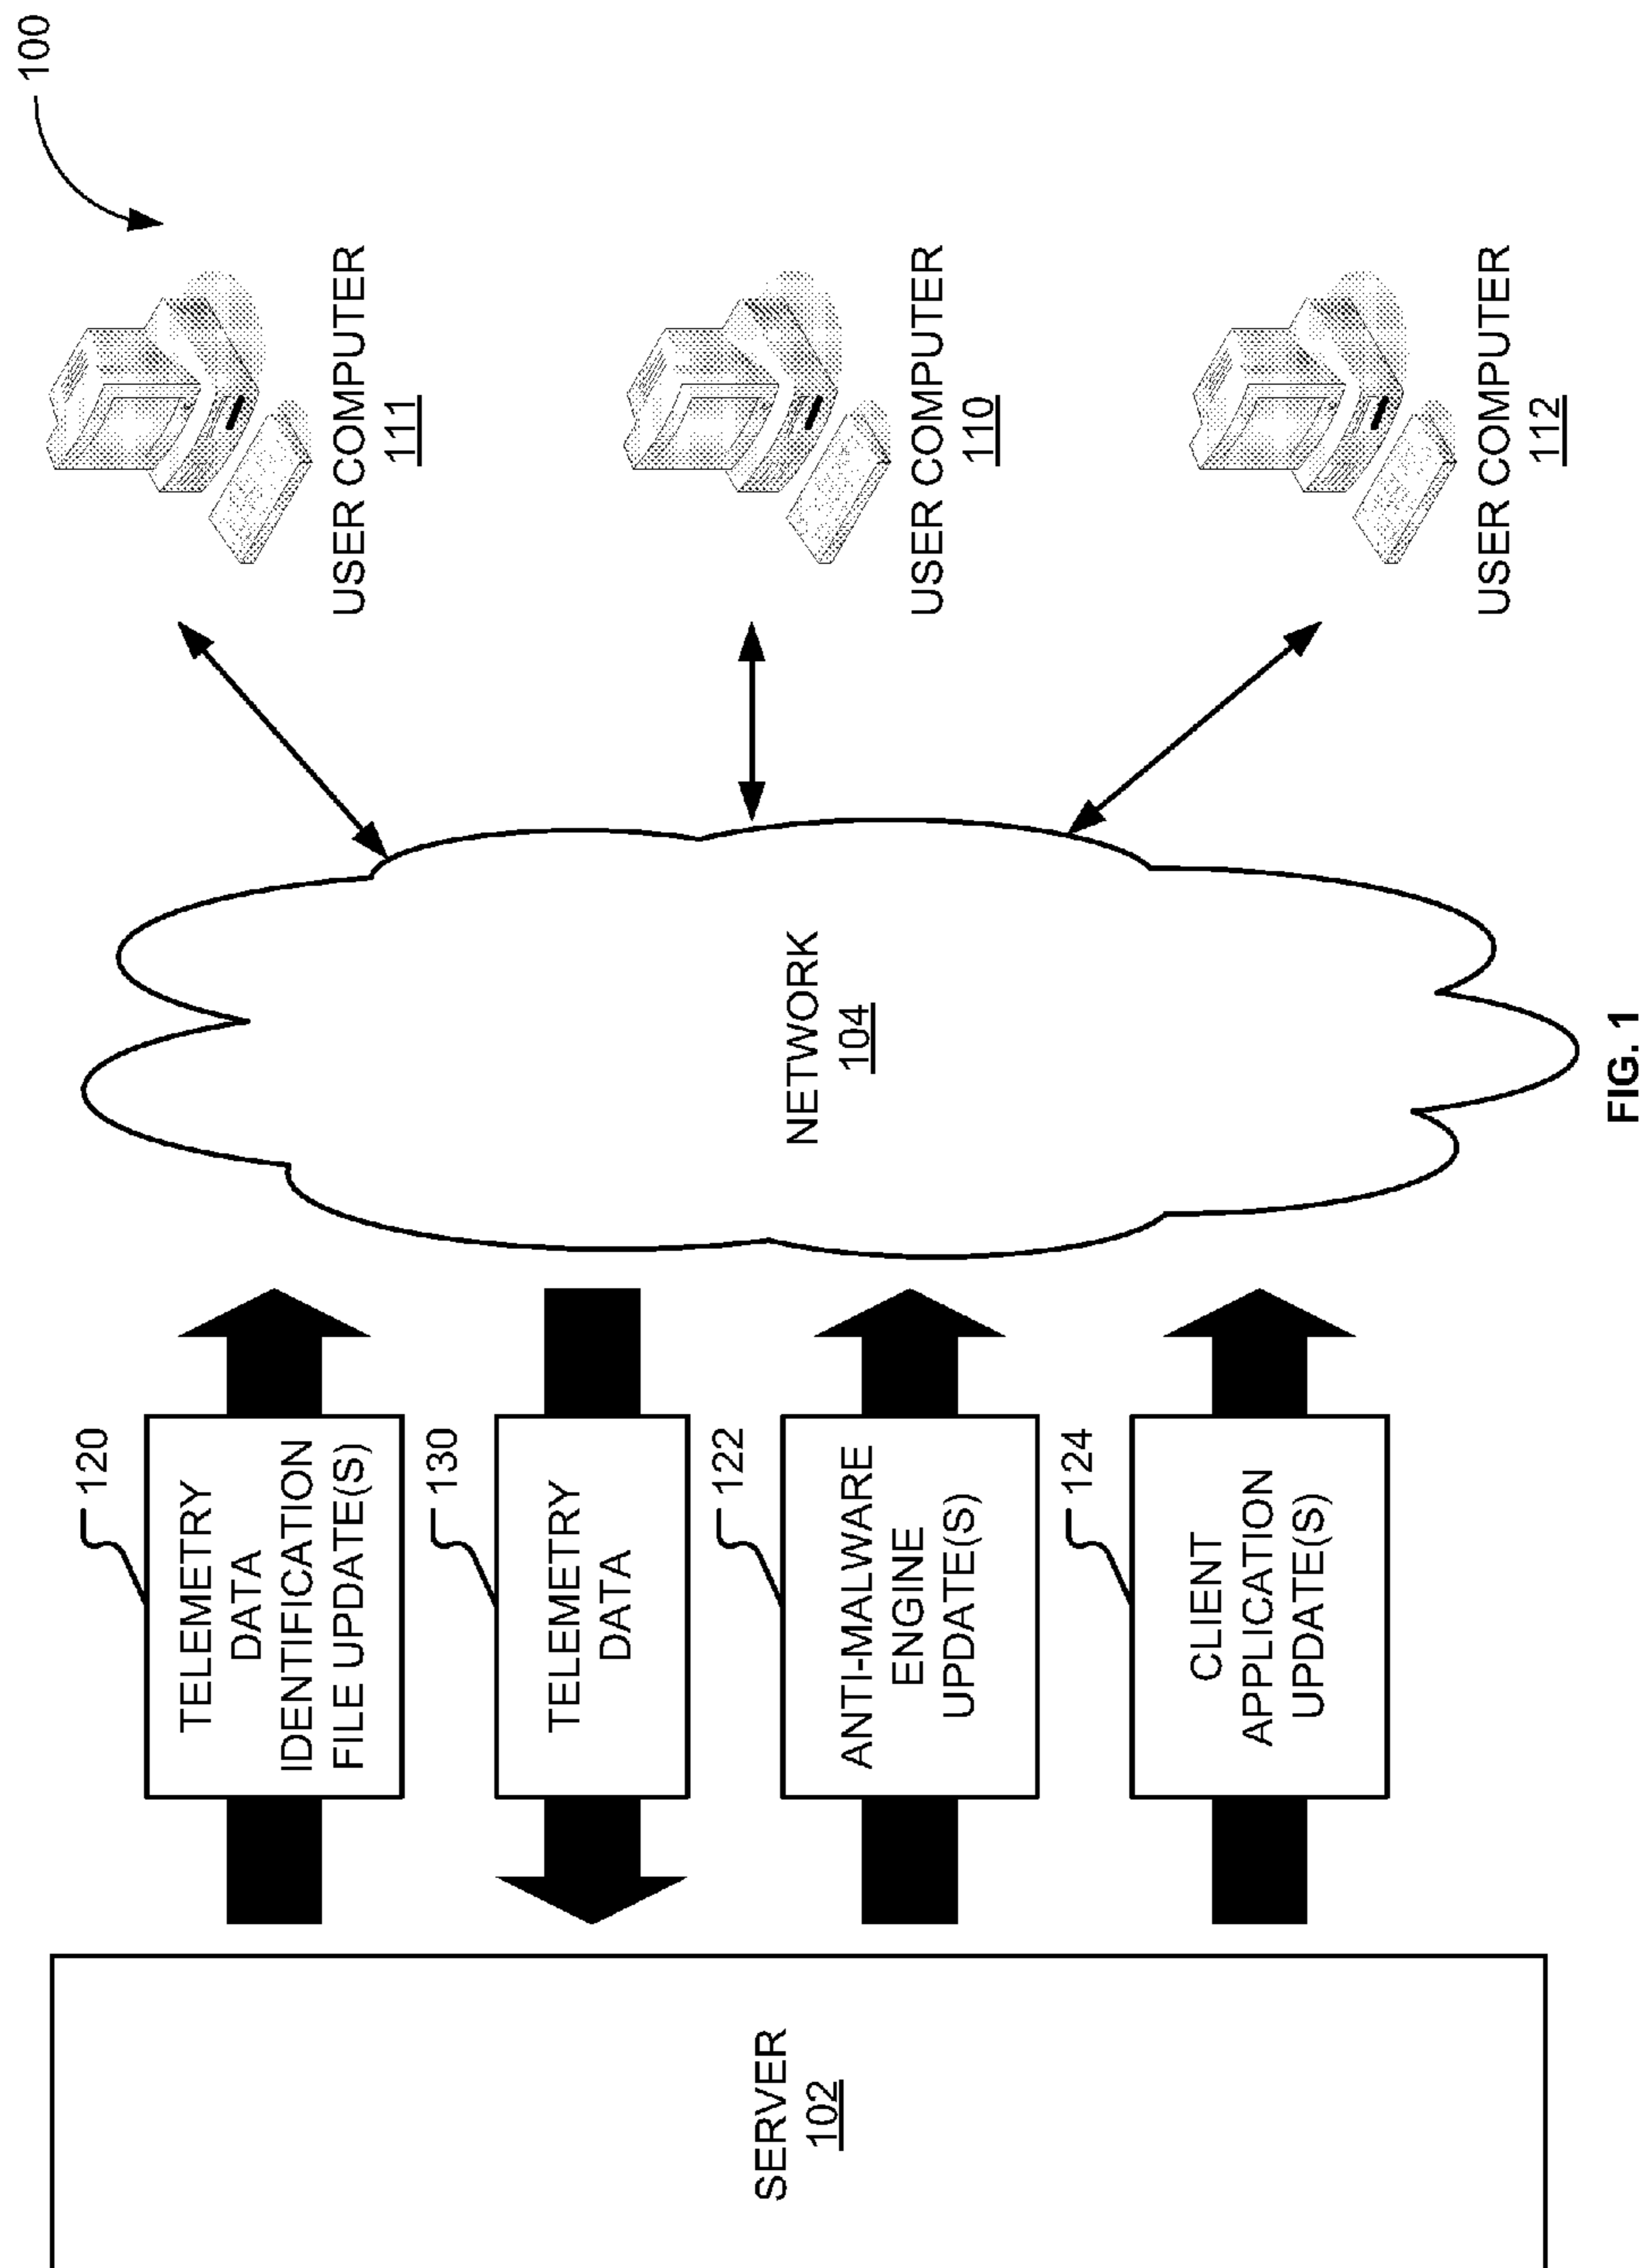 100
SERVER
102
120
TELEMETRY
DATA
IDENTIFICATION
FILE UPDATE(S)
130
TELEMETRY
DATA
122
ANTI-MALWARE
ENGINE
UPDATE(S)
124
CLIENT
APPLICATION
UPDATE(S)
NETWORK
104
USER COMPUTER
111
USER COMPUTER
110
USER COMPUTER
112
FIG. 1